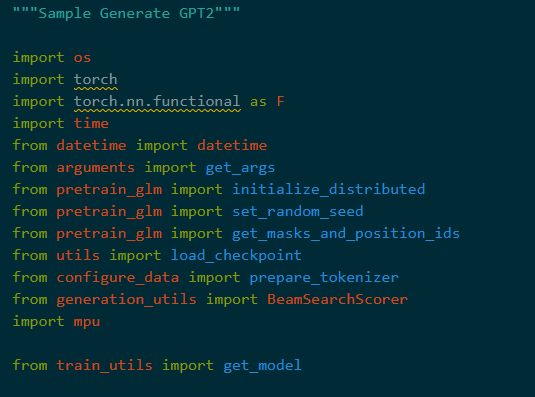 """Sample Generate GPT2"""
import os
import torch
import torch.nn.functional as F
import time
from datetime import datetime
from arguments import get_args
from pretrain_glm import initialize_distributed
from pretrain_glm import set_random_seed
from pretrain_glm import get_masks_and_position_ids
from utils import load_checkpoint
from configure_data import prepare_tokenizer
from generation_utils import BeamSearchScorer
import mpu
from train_utils import get_model